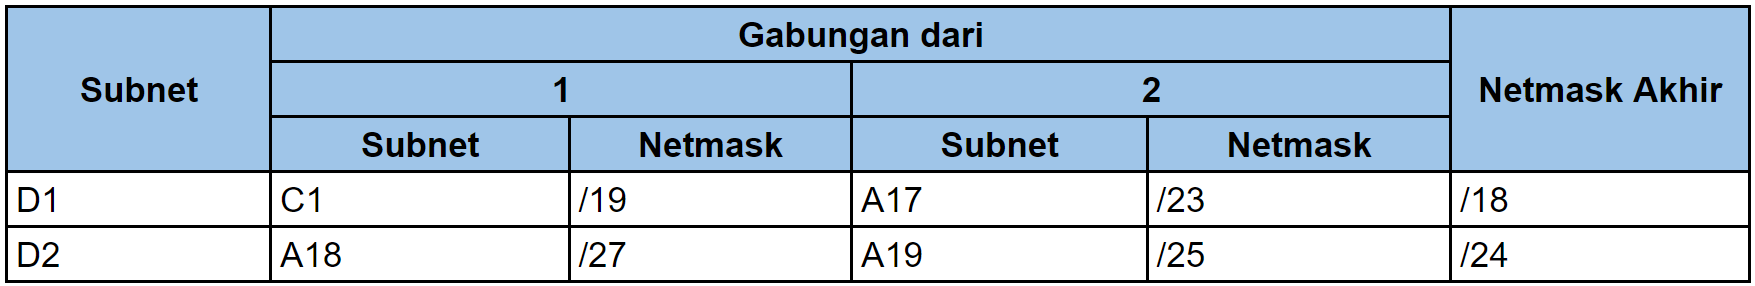 Subnet Gabungan dari Netmask Akhir
1 2
Subnet Netmask Subnet Netmask
D1 C1 /19 A17 /23 /18
D2 A18 /27 A19 /25 /24